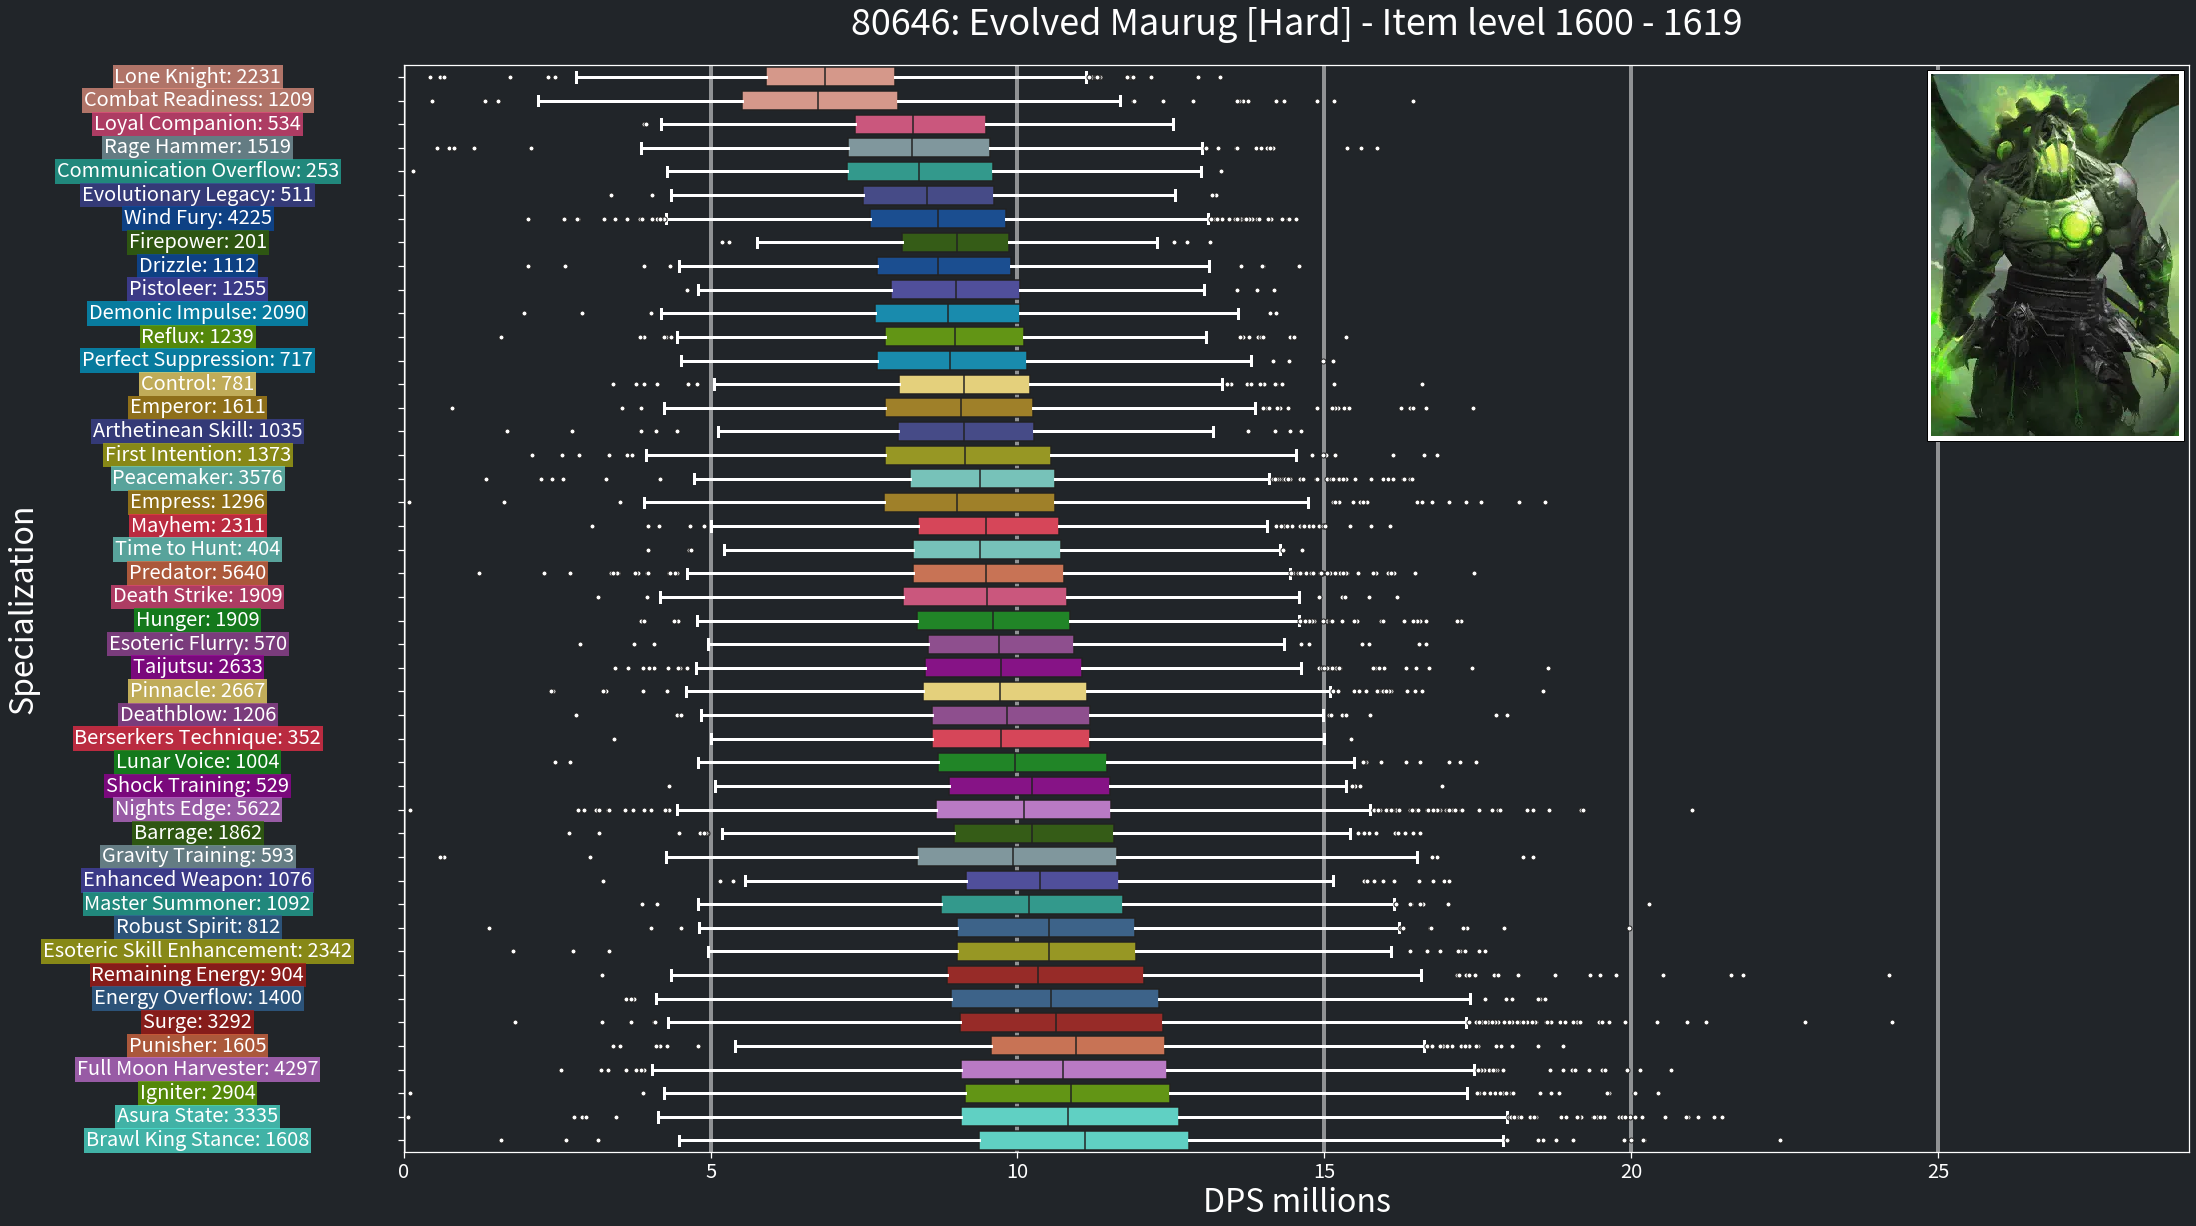 80646: Evolved Maurug [Hard] - Item level 1600 - 1619
Specialization
Lone Knight: 2231
Combat Readiness: 1209
Loyal Companion: 534
Rage Hammer: 1519
Communication Overflow: 253
Evolutionary Legacy: 511
Wind Fury: 4225
Firepower: 201
Drizzle: 1112
Pistoleer: 1255
Demonic Impulse: 2090
Reflux: 1239
Perfect Suppression: 717
Control: 781
Emperor: 1611
Arthetinean Skill: 1035
First Intention: 1373
Peacemaker: 3576
Empress: 1296
Mayhem: 2311
Time to Hunt: 404
Predator: 5640
Death Strike: 1909
Hunger: 1909
Esoteric Flurry: 570
Taijutsu: 2633
Pinnacle: 2667
Deathblow: 1206
Berserkers Technique: 352
Lunar Voice: 1004
Shock Training: 529
Nights Edge: 5622
Barrage: 1862
Gravity Training: 593
Enhanced Weapon: 1076
Master Summoner: 1092
Robust Spirit: 812
Esoteric Skill Enhancement: 2342
Remaining Energy: 904
Energy Overflow: 1400
Surge: 3292
Punisher: 1605
Full Moon Harvester: 4297
Igniter: 2904
Asura State: 3335
Brawl King Stance: 1608
0 5 10 15 20 25
DPS millions